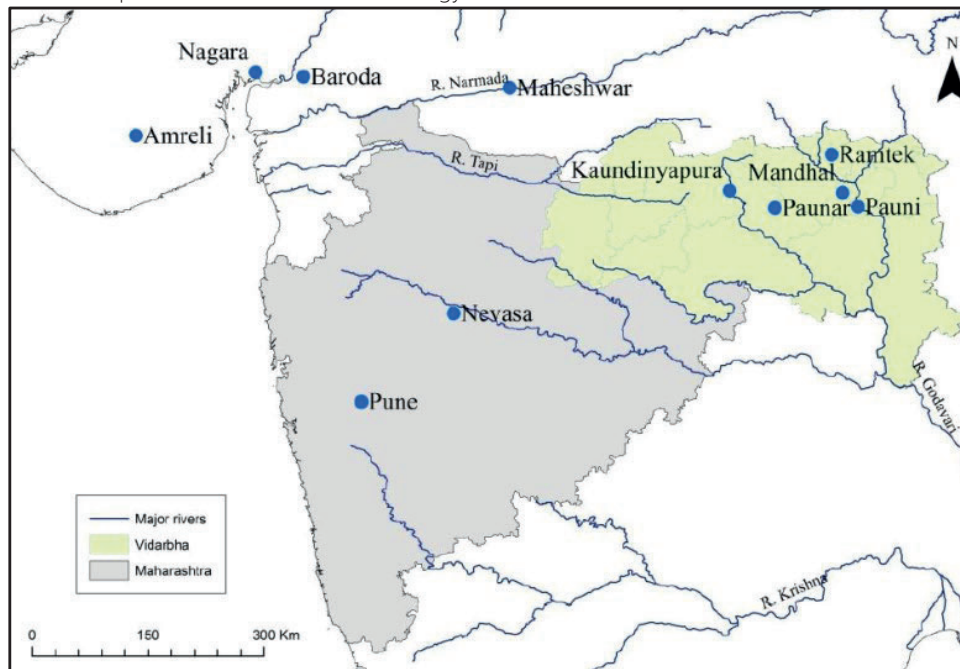 Nagara
Baroda
R. Narmada
Maheshwar
N
Amreli
R. Tapi
Kaundinyapura
Mandhal
Ramtek
Paunar
Pauni
Nevasa
Pune
R. Godavari
R. Krishna
Major rivers
Vidarbha
Maharashtra
0 150 300 Km